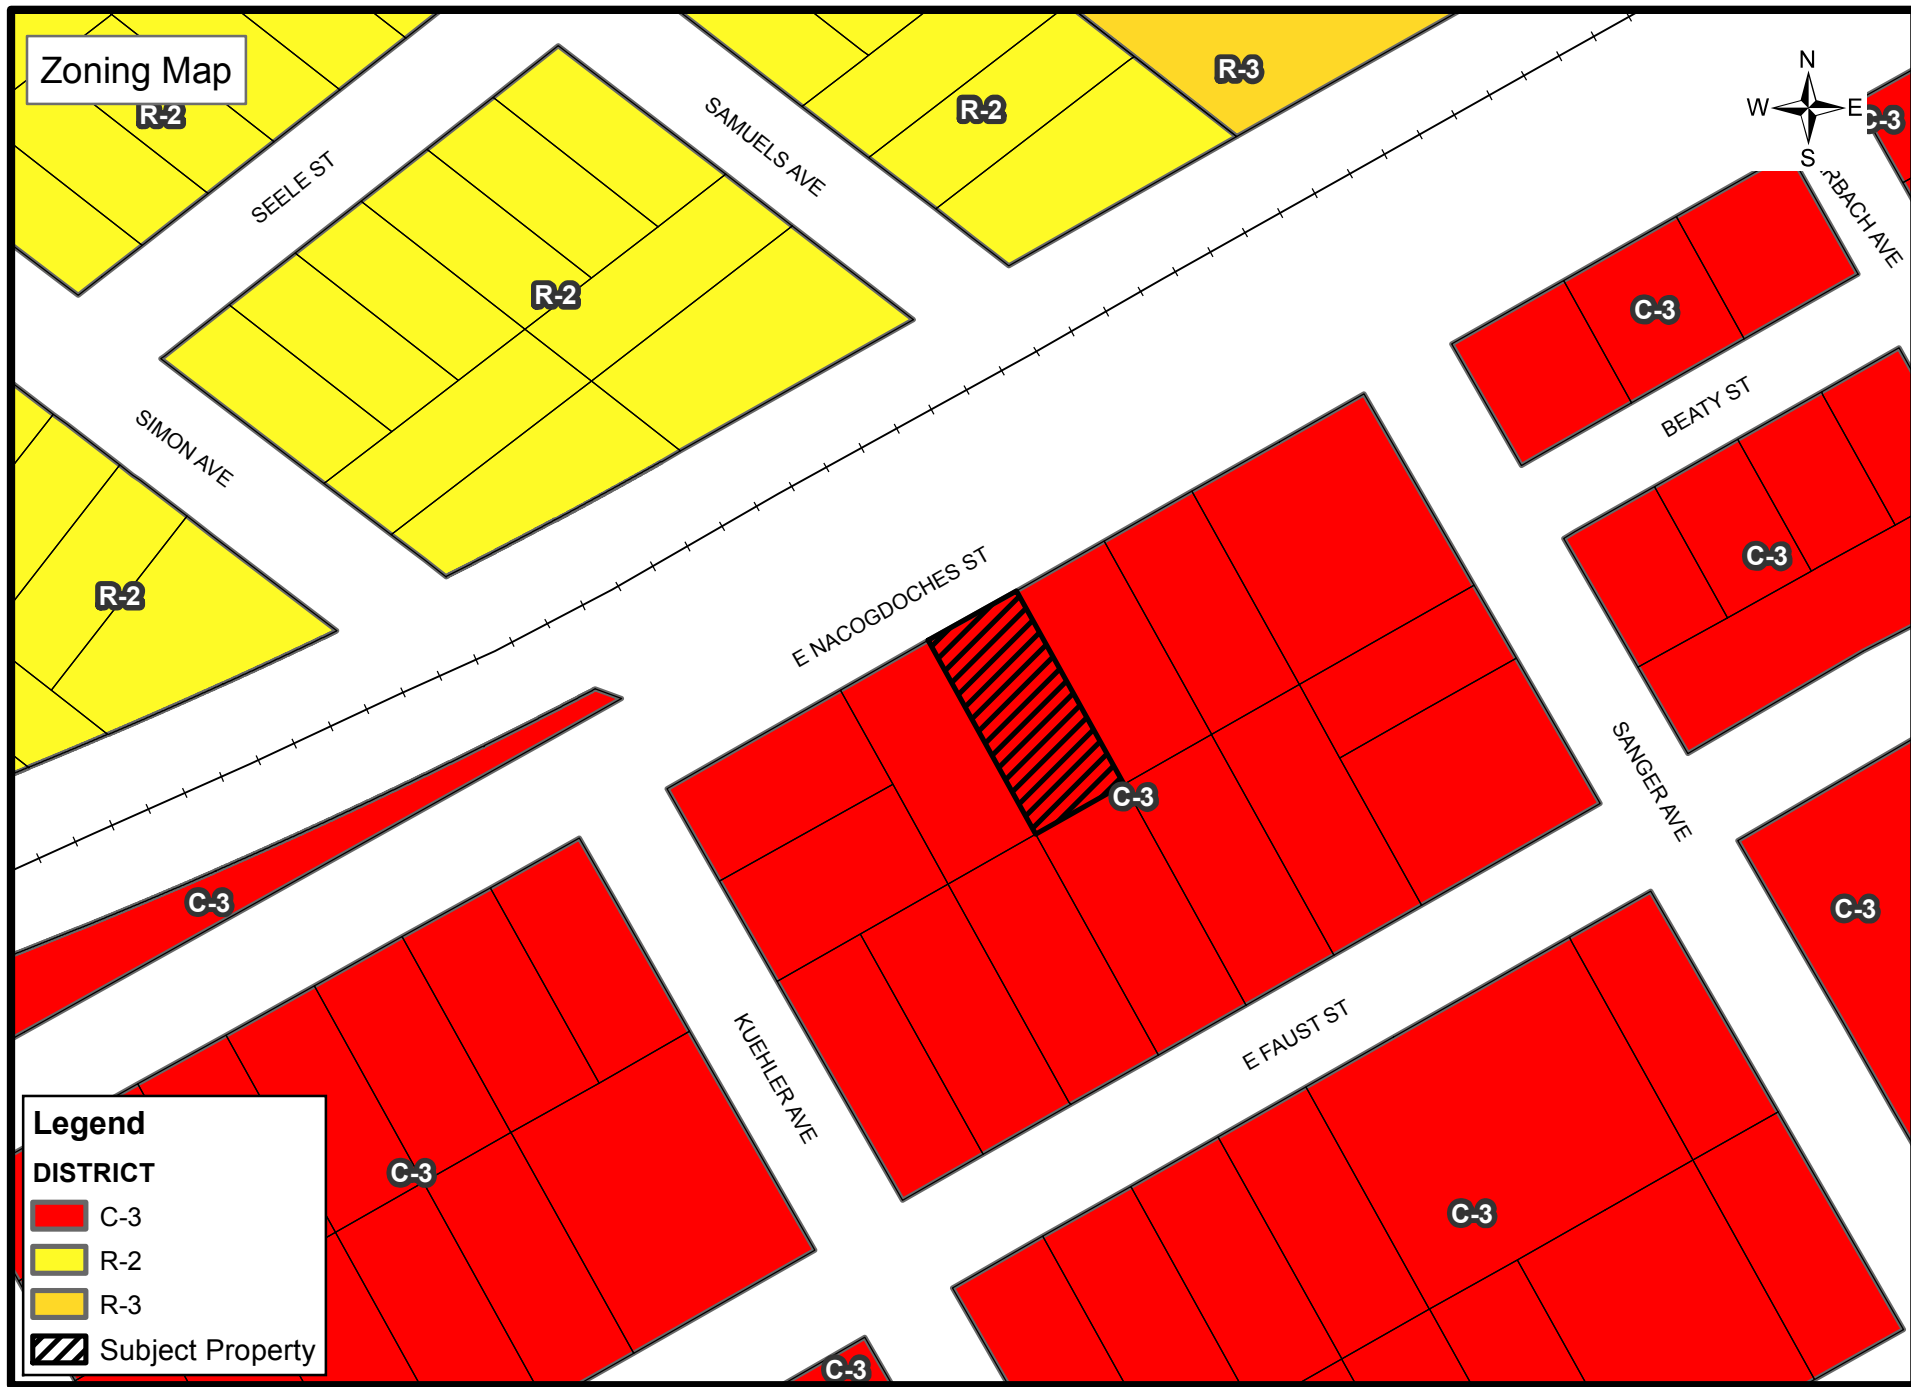 Zoning Map
R-2
SEELE ST
SAMUELS AVE
R-2
R-3
N
W
E
S
C-3
RBACH AVE
R-2
C-3
BEATY ST
SIMON AVE
R-2
E NACOGDOCHES ST
C-3
C-3
SANGER AVE
C-3
C-3
KUEHLER AVE
E FAUST ST
C-3
C-3
C-3
Legend
DISTRICT
C-3
R-2
R-3
Subject Property